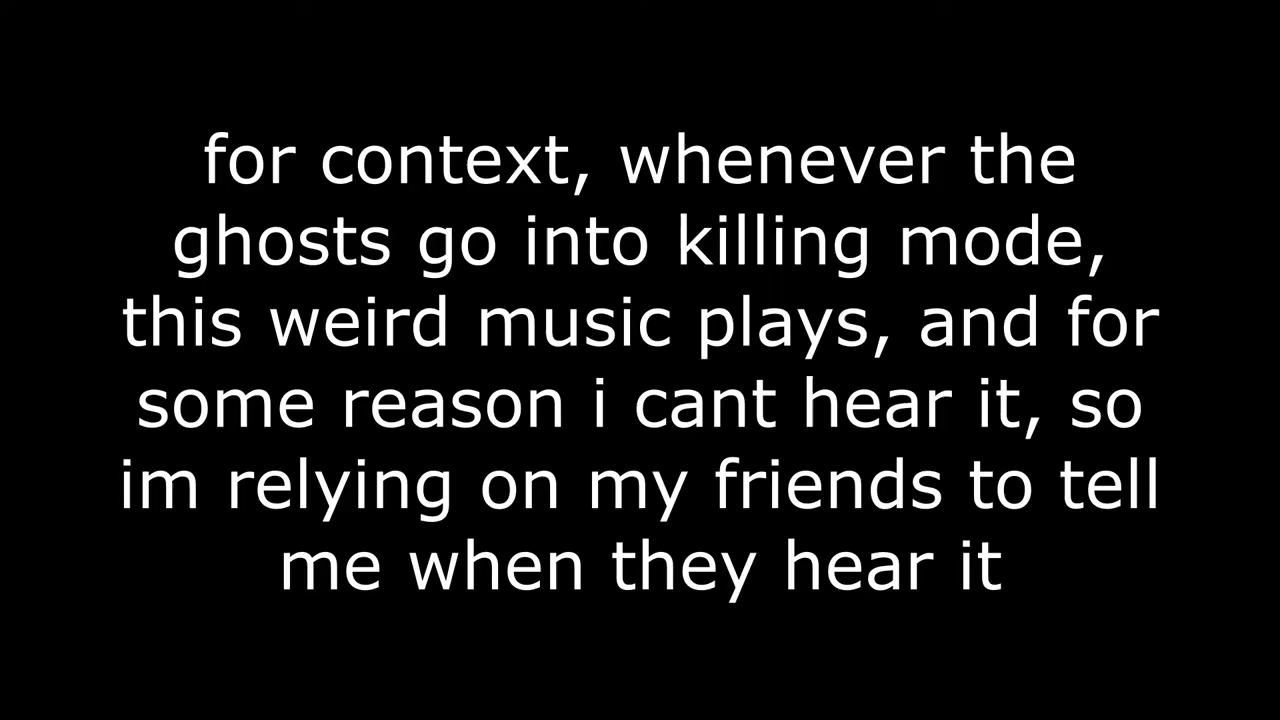 for context, whenever the
ghosts go into killing mode,
this weird music plays, and for
some reason i cant hear it, so
im relying on my friends to tell
me when they hear it